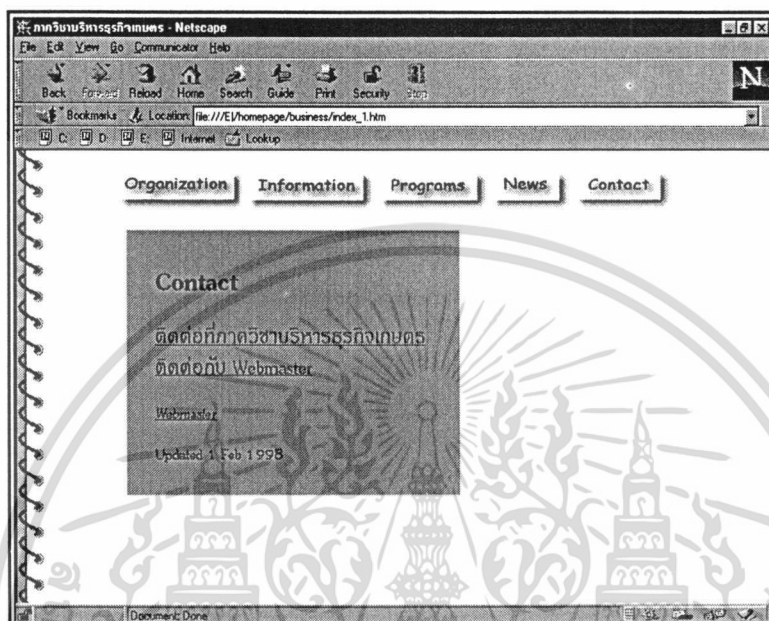 ภาควิชาบริหารธุรกิจเกษตร - Netscape
File Edit View Go Communicator Help
Back Forward Reload Home Search Guide Print Security Stop
N
Bookmarks Location: file:///E|/homepage/business/index_1.htm
C: D: E: Internet Lookup
Organization Information Programs News Contact
Contact
ติดต่อที่ภาควิชาบริหารธุรกิจเกษตร
ติดต่อกับ Webmaster
Webmaster
Updated 1 Feb 1998
Document: Done